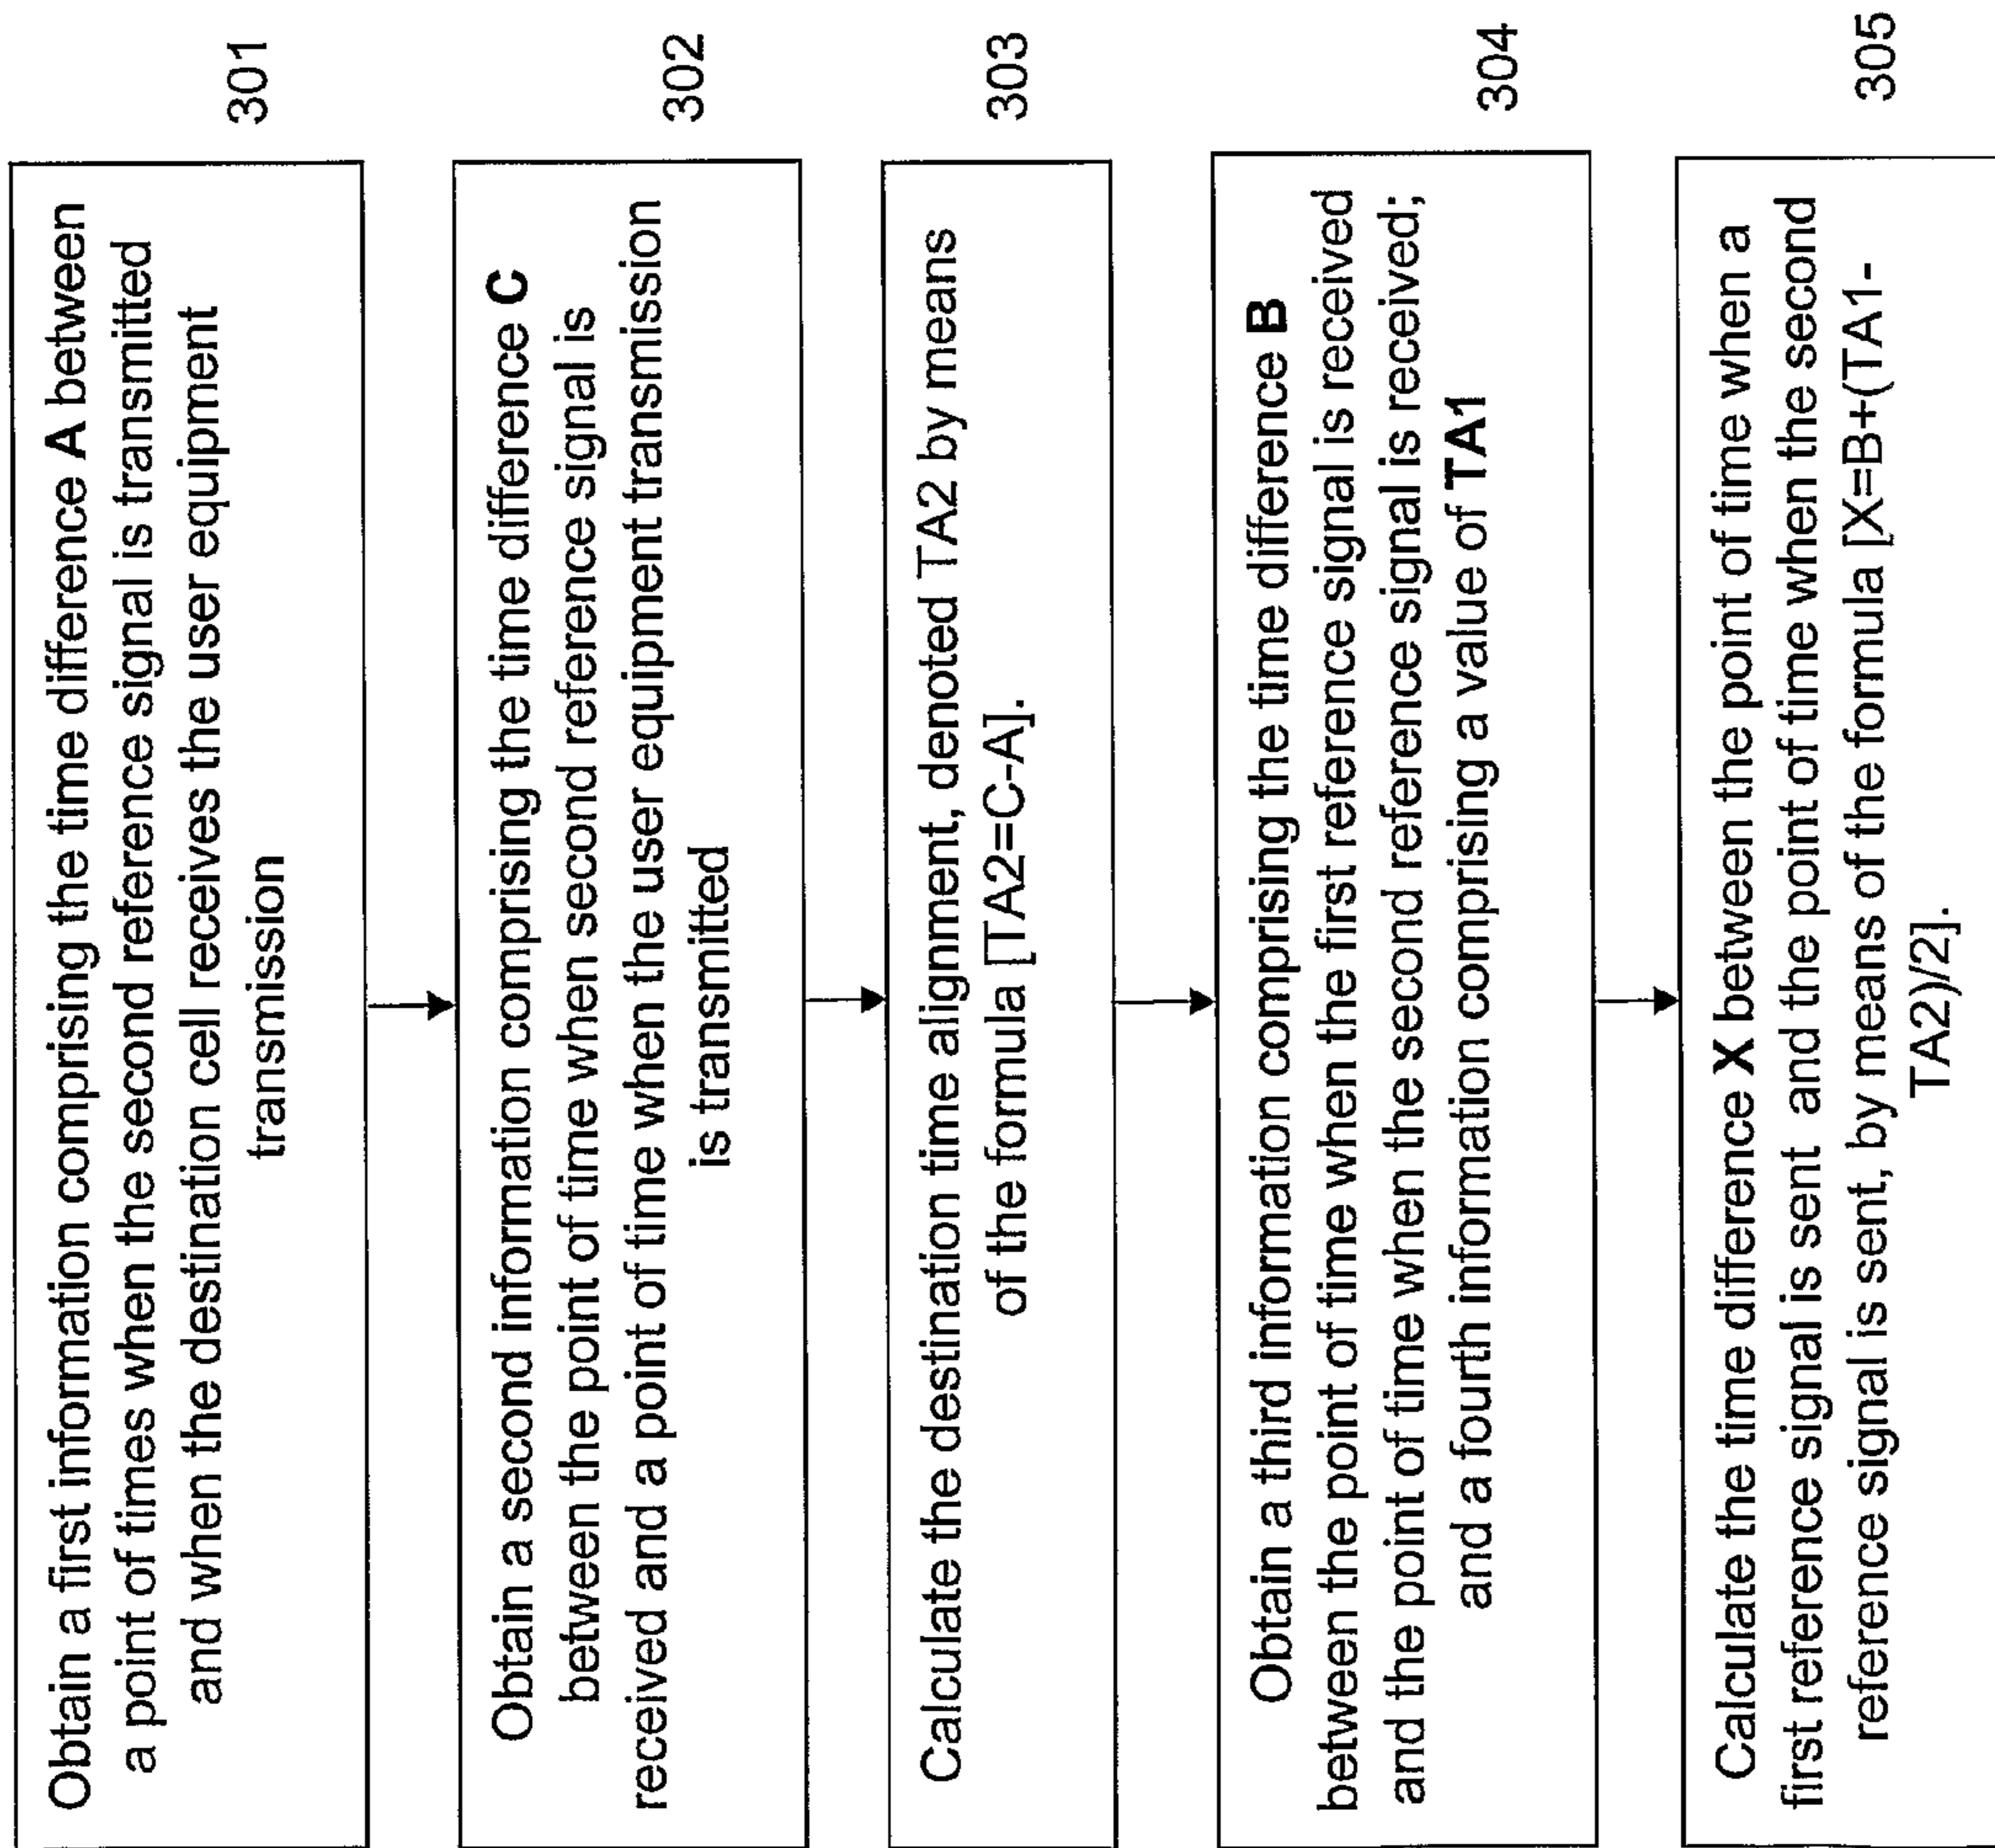 Obtain a first information comprising the time difference A between
a point of times when the second reference signal is transmitted
and when the destination cell receives the user equipment
transmission
301
Obtain a second information comprising the time difference C
between the point of time when second reference signal is
received and a point of time when the user equipment transmission
is transmitted
302
Calculate the destination time alignment, denoted TA2 by means
of the formula [TA2=C-A].
303
Obtain a third information comprising the time difference B
between the point of time when the first reference signal is received
and the point of time when the second reference signal is received;
and a fourth information comprising a value of TA1
304
Calculate the time difference X between the point of time when a
first reference signal is sent and the point of time when the second
reference signal is sent, by means of the formula [X=B+(TA1-
TA2)/2].
305